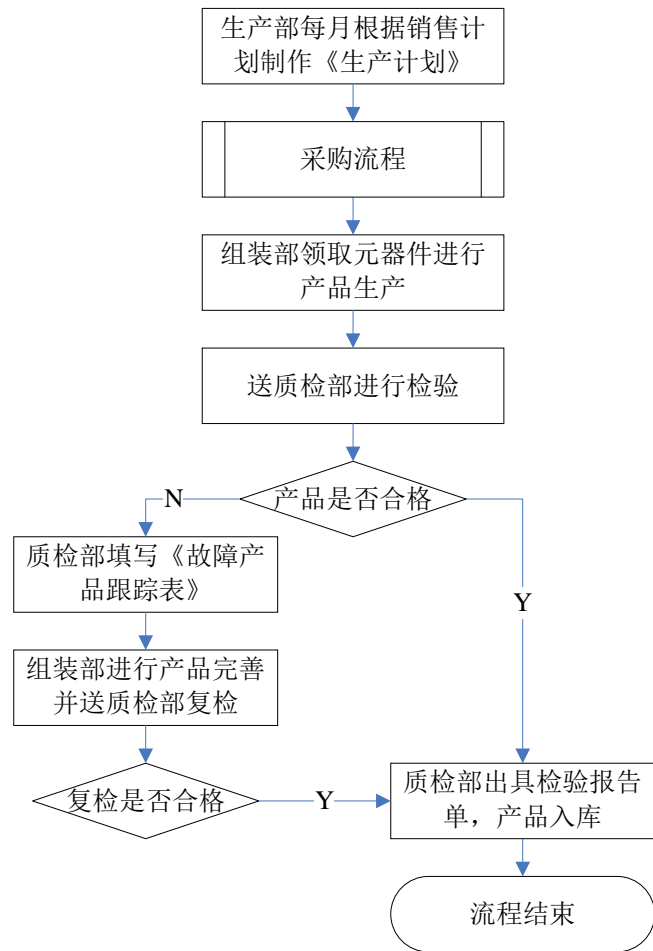 生产部每月根据销售计
划制作《生产计划》
采购流程
组装部领取元器件进行
产品生产
送质检部进行检验
产品是否合格
N
Y
质检部填写《故障产
品跟踪表》
组装部进行产品完善
并送质检部复检
复检是否合格
Y
质检部出具检验报告
单，产品入库
流程结束